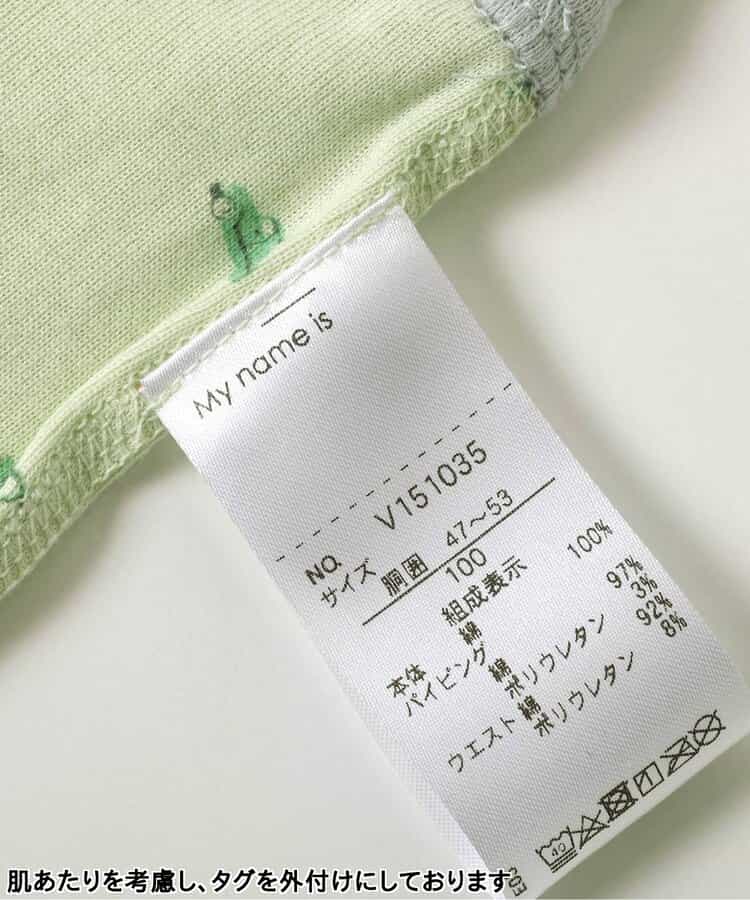 My name is
NO. V151035
サイズ 胴囲 47～53
100
組成表示
本体 綿 100%
パイピング 綿 97%
ポリウレタン 3%
ウエスト 綿 92%
ポリウレタン 8%
40
肌あたりを考慮し、タグを外付けにしております